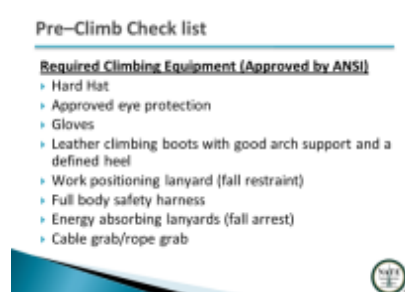 Pre–Climb Check list
Required Climbing Equipment (Approved by ANSI)
Hard Hat
Approved eye protection
Gloves
Leather climbing boots with good arch support and a
defined heel
Work positioning lanyard (fall restraint)
Full body safety harness
Energy absorbing lanyards (fall arrest)
Cable grab/rope grab
NATE